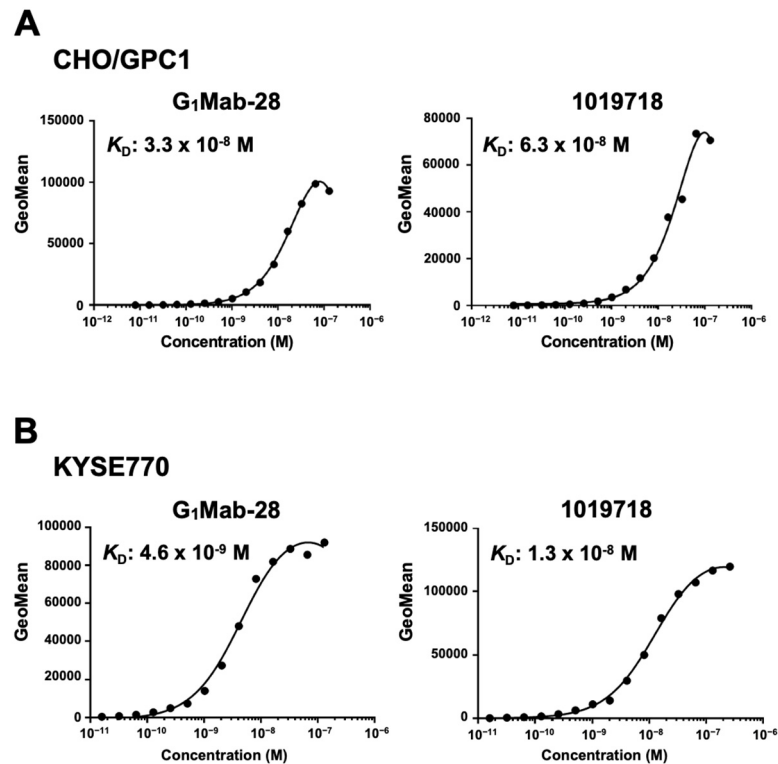 A
CHO/GPC1
G₁Mab-28
K_D: 3.3 x 10⁻⁸ M
GeoMean
150000
100000
50000
0
10⁻¹² 10⁻¹¹ 10⁻¹⁰ 10⁻⁹ 10⁻⁸ 10⁻⁷ 10⁻⁶
Concentration (M)
1019718
K_D: 6.3 x 10⁻⁸ M
GeoMean
80000
60000
40000
20000
0
10⁻¹² 10⁻¹¹ 10⁻¹⁰ 10⁻⁹ 10⁻⁸ 10⁻⁷ 10⁻⁶
Concentration (M)
B
KYSE770
G₁Mab-28
K_D: 4.6 x 10⁻⁹ M
GeoMean
100000
80000
60000
40000
20000
0
10⁻¹¹ 10⁻¹⁰ 10⁻⁹ 10⁻⁸ 10⁻⁷ 10⁻⁶
Concentration (M)
1019718
K_D: 1.3 x 10⁻⁸ M
GeoMean
150000
100000
50000
0
10⁻¹¹ 10⁻¹⁰ 10⁻⁹ 10⁻⁸ 10⁻⁷ 10⁻⁶
Concentration (M)